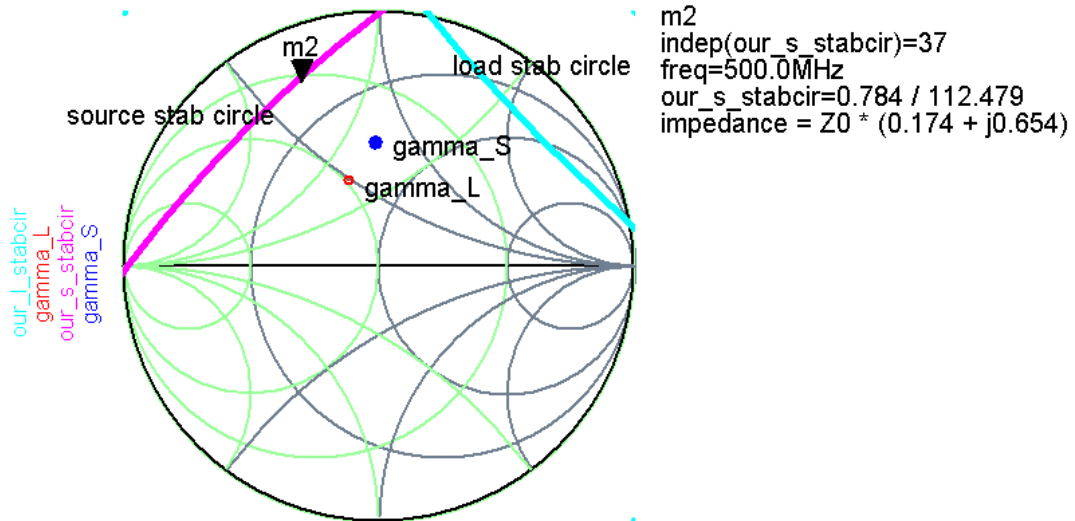 m2
indep(our_s_stabcir)=37
freq=500.0MHz
our_s_stabcir=0.784 / 112.479
impedance = Z0 * (0.174 + j0.654)
m2
load stab circle
source stab circle
gamma_S
gamma_L
our_l_stabcir
gamma_L
our_s_stabcir
gamma_S